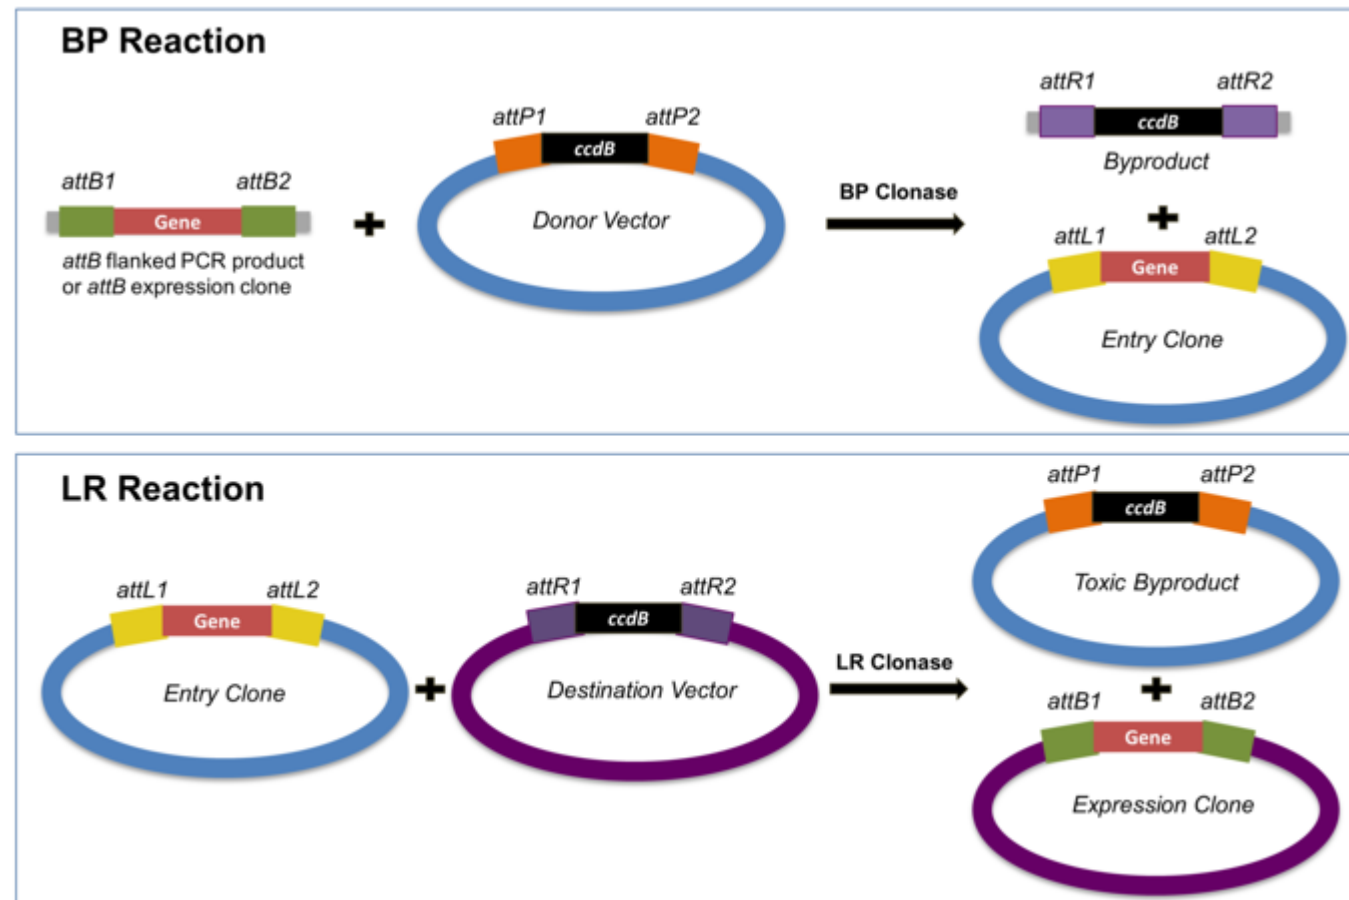 BP Reaction
attB1 attB2
Gene
attB flanked PCR product
or attB expression clone
attP1 attP2
ccdB
Donor Vector
BP Clonase
attR1 attR2
ccdB
Byproduct
attL1 attL2
Gene
Entry Clone
LR Reaction
attL1 attL2
Gene
Entry Clone
attR1 attR2
ccdB
Destination Vector
LR Clonase
attP1 attP2
ccdB
Toxic Byproduct
attB1 attB2
Gene
Expression Clone